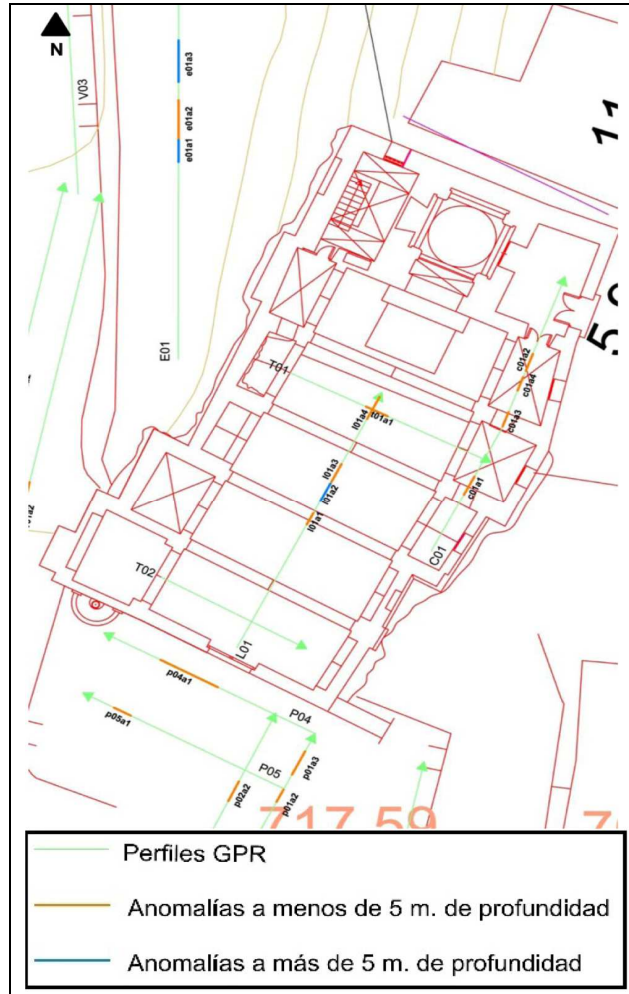 N
V03
e01a3
e01a2
e01a1
E01
11
T01
c01a2
c01a4
c01a3
l01a4
t01a1
l01a3
l01a2
l01a1
c01a1
C01
T02
L01
p04a1
P04
p05a1
P05
p02a2
p01a3
p01a2
717.59
Perfiles GPR
Anomalías a menos de 5 m. de profundidad
Anomalías a más de 5 m. de profundidad